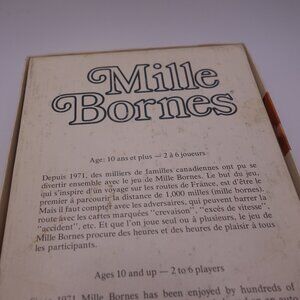 Mille
Bornes
Age: 10 ans et plus — 2 à 6 joueurs
Depuis 1971, des milliers de familles canadiennes ont pu se
divertir ensemble avec le jeu de Mille Bornes. Le but du jeu,
qui s'inspire d'un voyage sur les routes de France, est d'être le
premier à parcourir la distance de 1,000 milles (mille bornes).
Mais il faut compter avec les adversaires, qui peuvent barrer la
route avec les cartes marquées "crevaison", "excès de vitesse",
"accident", etc. Et que l'on joue seul ou à plusieurs, le jeu de
Mille Bornes procure des heures et des heures de plaisir à tous
les participants.
Ages 10 and up — 2 to 6 players
1971 Mille Bornes has been enjoyed by hundreds of